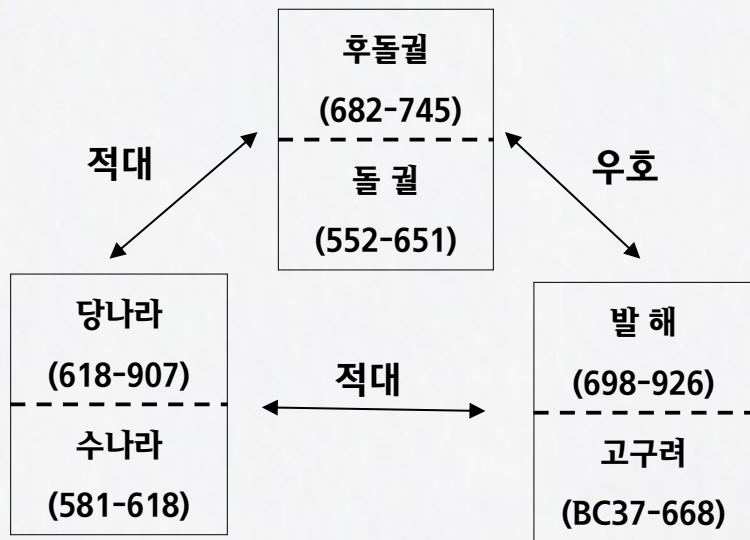 후돌궐
(682-745)
돌 궐
(552-651)
적대
우호
당나라
(618-907)
수나라
(581-618)
적대
발 해
(698-926)
고구려
(BC37-668)